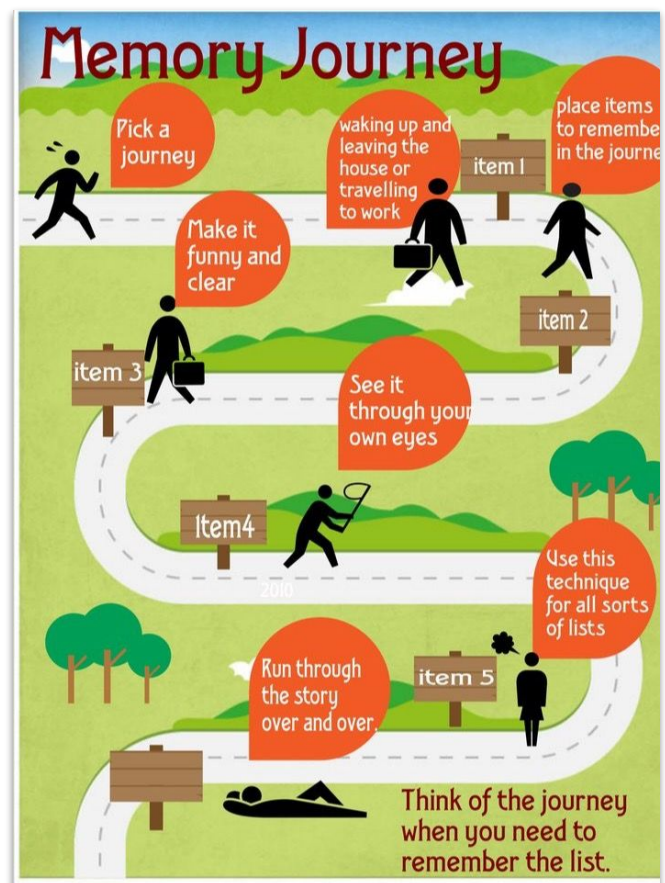 Memory Journey
Pick a
journey
waking up and
leaving the
house or
travelling
to work
item 1
place items
to remembe
in the journe
Make it
funny and
clear
item 2
item 3
See it
through your
own eyes
Item4
2010
Use this
technique
for all sorts
of lists
Run through
the story
over and over.
item 5
Think of the journey
when you need to
remember the list.